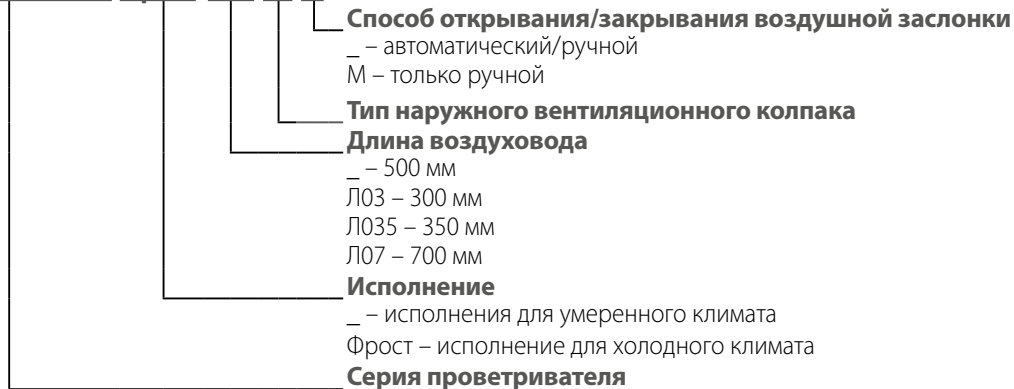 Способ открывания/закрывания воздушной заслонки
_ – автоматический/ручной
М – только ручной
Тип наружного вентиляционного колпака
Длина воздуховода
_ – 500 мм
Л03 – 300 мм
Л035 – 350 мм
Л07 – 700 мм
Исполнение
_ – исполнения для умеренного климата
Фрост – исполнение для холодного климата
Серия проветривателя